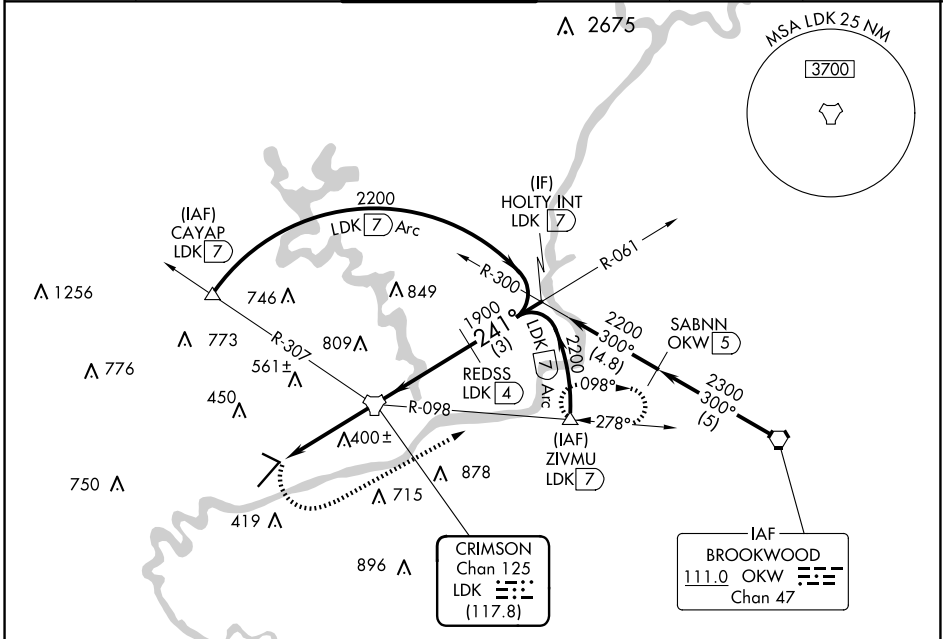 2675
MSA LDK 25 NM
3700
(IAF)
CAYAP
LDK 7
2200
LDK 7 Arc
(IF)
HOLTY INT
LDK 7
R-061
R-300
1256
746
849
773
R-307
809
776
561±
450
1900
241°
(3)
REDSS
LDK 4
LDK 7 Arc
2200
2200
300°
(4.8)
SABNN
OKW 5
2300
300°
(5)
098°
278°
R-098
400±
(IAF)
ZIVMU
LDK 7
878
750
715
419
896
CRIMSON
Chan 125
LDK
(117.8)
IAF
BROOKWOOD
111.0 OKW
Chan 47